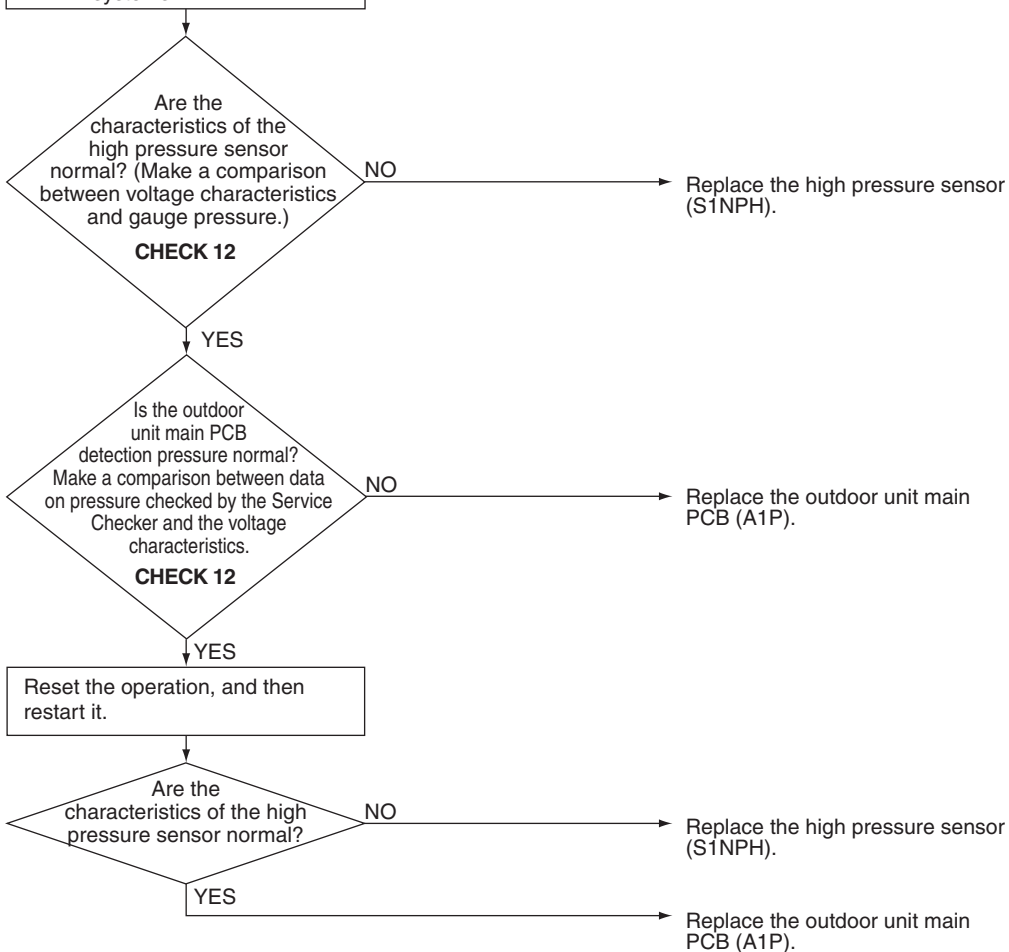 Are the
characteristics of the
high pressure sensor
normal? (Make a comparison
between voltage characteristics
and gauge pressure.)
CHECK 12
NO
Replace the high pressure sensor
(S1NPH).
YES
Is the outdoor
unit main PCB
detection pressure normal?
Make a comparison between data
on pressure checked by the Service
Checker and the voltage
characteristics.
CHECK 12
NO
Replace the outdoor unit main
PCB (A1P).
YES
Reset the operation, and then
restart it.
Are the
characteristics of the high
pressure sensor normal?
NO
Replace the high pressure sensor
(S1NPH).
YES
Replace the outdoor unit main
PCB (A1P).